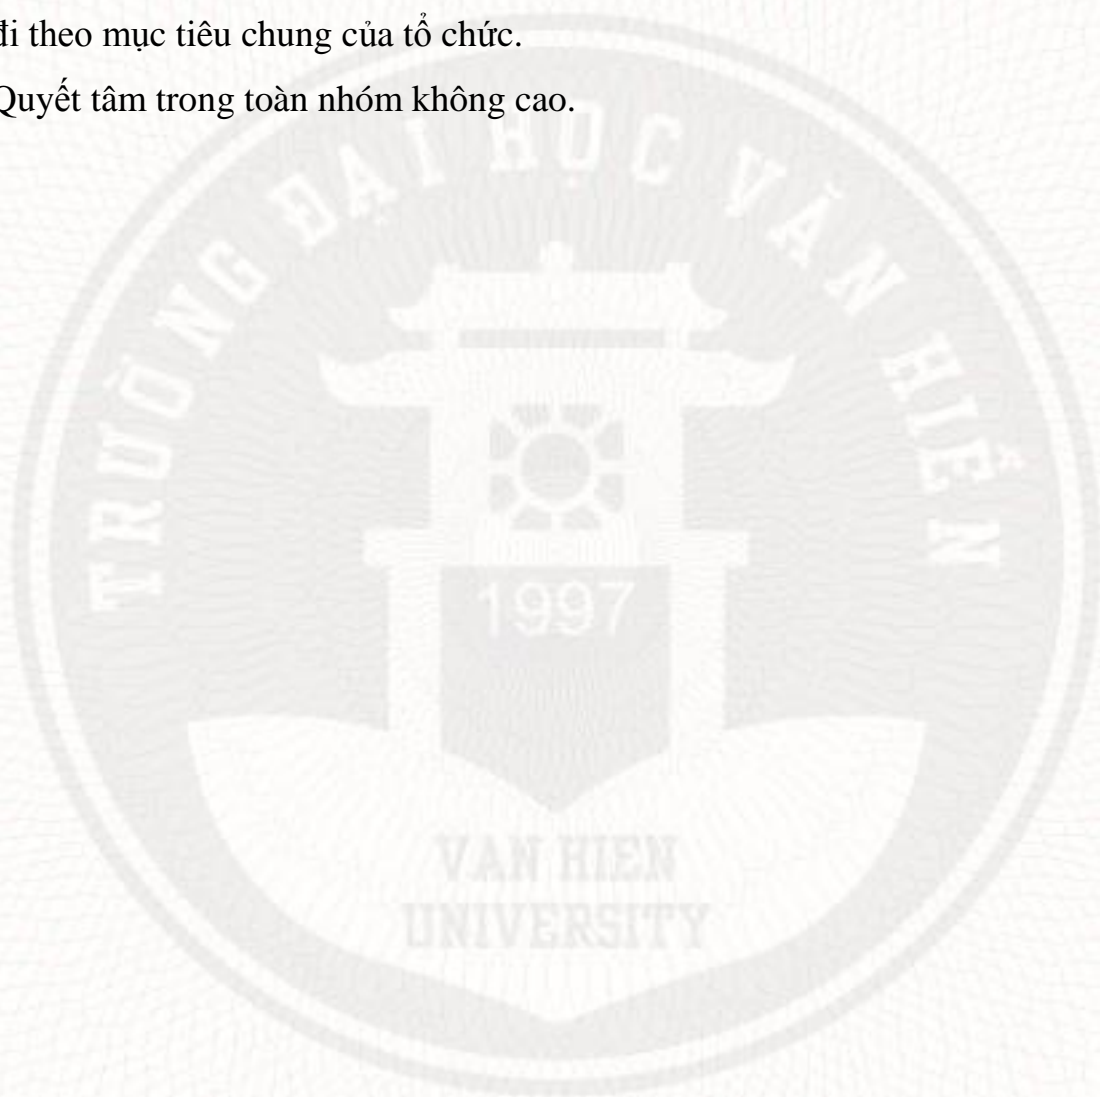 đi theo mục tiêu chung của tổ chức.
Quyết tâm trong toàn nhóm không cao.
TRƯỜNG ĐẠI HỌC VĂN HIẾN
1997
VAN HIEN
UNIVERSITY